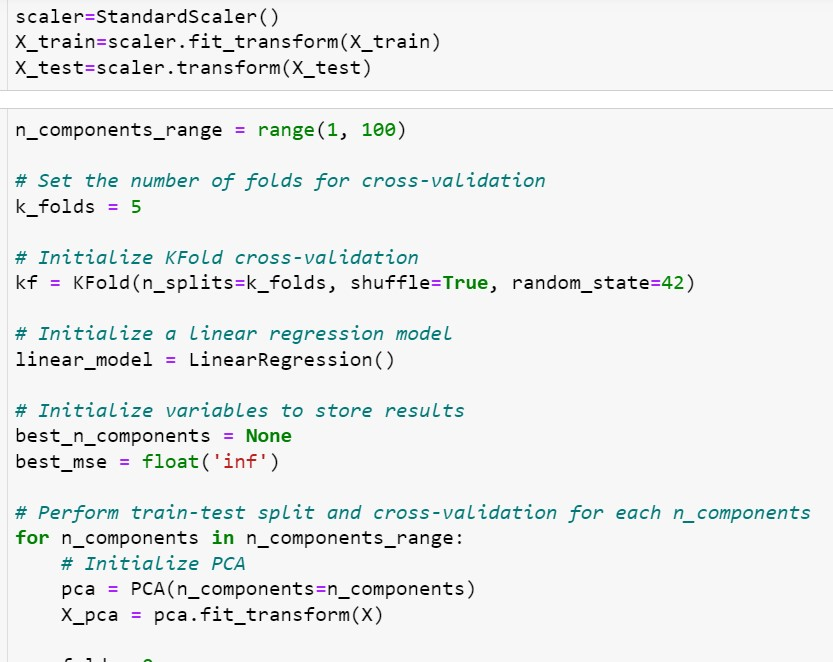 scaler=StandardScaler()
X_train=scaler.fit_transform(X_train)
X_test=scaler.transform(X_test)
n_components_range = range(1, 100)
# Set the number of folds for cross-validation
k_folds = 5
# Initialize KFold cross-validation
kf = KFold(n_splits=k_folds, shuffle=True, random_state=42)
# Initialize a linear regression model
linear_model = LinearRegression()
# Initialize variables to store results
best_n_components = None
best_mse = float('inf')
# Perform train-test split and cross-validation for each n_components
for n_components in n_components_range:
    # Initialize PCA
    pca = PCA(n_components=n_components)
    X_pca = pca.fit_transform(X)